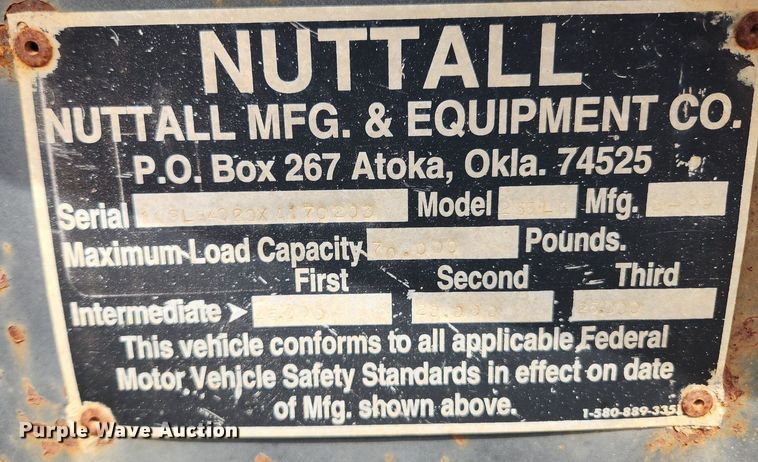 NUTTALL
NUTTALL MFG. & EQUIPMENT CO.
P.O. Box 267 Atoka, Okla. 74525
Serial Model Mfg.
Maximum Load Capacity Pounds.
First Second Third
Intermediate
This vehicle conforms to all applicable Federal
Motor Vehicle Safety Standards in effect on date
of Mfg. shown above.
Purple Wave Auction